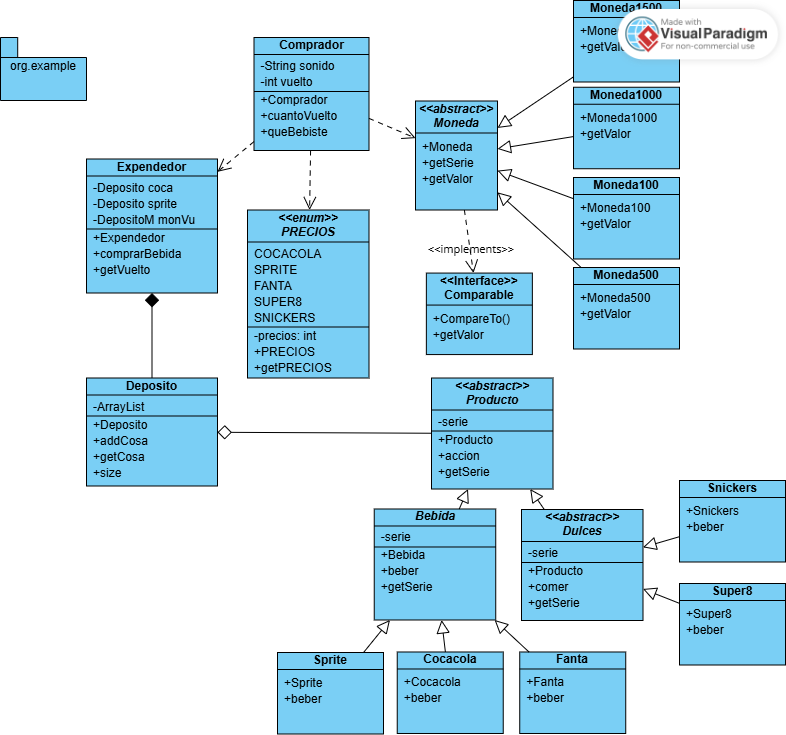 org.example
Comprador
-String sonido
-int vuelto
+Comprador
+cuantoVuelto
+queBebiste
<<abstract>>
Moneda
+Moneda
+getSerie
+getValor
Moneda1500
+getValor
Made with
VisualParadigm
For non-commercial use
Moneda1000
+Moneda1000
+getValor
Moneda100
+Moneda100
+getValor
Moneda500
+Moneda500
+getValor
Expendedor
-Deposito coca
-Deposito sprite
-DepositoM monVu
+Expendedor
+comprarBebida
+getVuelto
<<enum>>
PRECIOS
COCACOLA
SPRITE
FANTA
SUPER8
SNICKERS
-precios: int
+PRECIOS
+getPRECIOS
<<implements>>
<<Interface>>
Comparable
+CompareTo()
+getValor
Deposito
-ArrayList
+Deposito
+addCosa
+getCosa
+size
<<abstract>>
Producto
-serie
+Producto
+accion
+getSerie
Bebida
-serie
+Bebida
+beber
+getSerie
<<abstract>>
Dulces
-serie
+Producto
+comer
+getSerie
Snickers
+Snickers
+beber
Super8
+Super8
+beber
Sprite
+Sprite
+beber
Cocacola
+Cocacola
+beber
Fanta
+Fanta
+beber